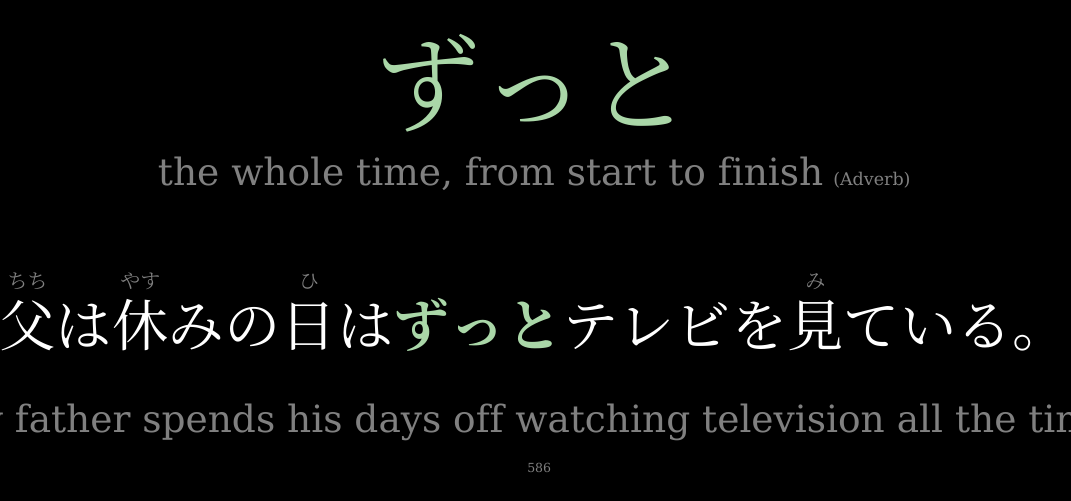 ずっと
the whole time, from start to finish (Adverb)
ちち やす ひ み
父は休みの日はずっとテレビを見ている。
father spends his days off watching television all the
586